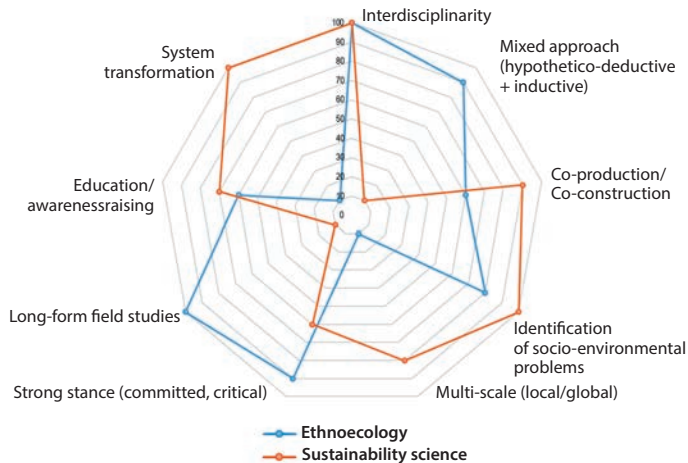 Interdisciplinarity
Mixed approach
(hypothetico-deductive
+ inductive)
Co-production/
Co-construction
Identification
of socio-environmental
problems
Multi-scale (local/global)
Strong stance (committed, critical)
Long-form field studies
Education/
awarenessraising
System
transformation
100
90
80
70
60
50
40
30
20
10
0
Ethnoecology
Sustainability science